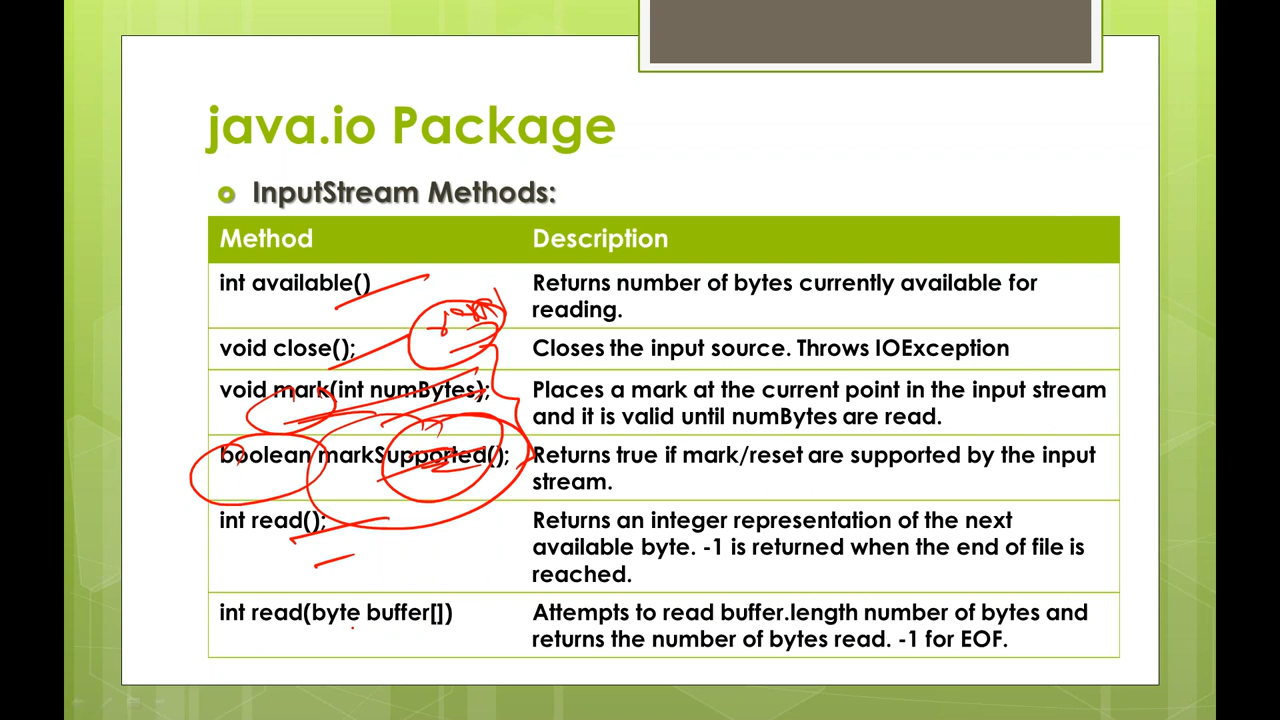 java.io Package
InputStream Methods:
Method Description
int available() Returns number of bytes currently available for
reading.
void close(); Closes the input source. Throws IOException
void mark(int numBytes); Places a mark at the current point in the input stream
and it is valid until numBytes are read.
boolean markSupported(); Returns true if mark/reset are supported by the input
stream.
int read(); Returns an integer representation of the next
available byte. -1 is returned when the end of file is
reached.
int read(byte buffer[]) Attempts to read buffer.length number of bytes and
returns the number of bytes read. -1 for EOF.